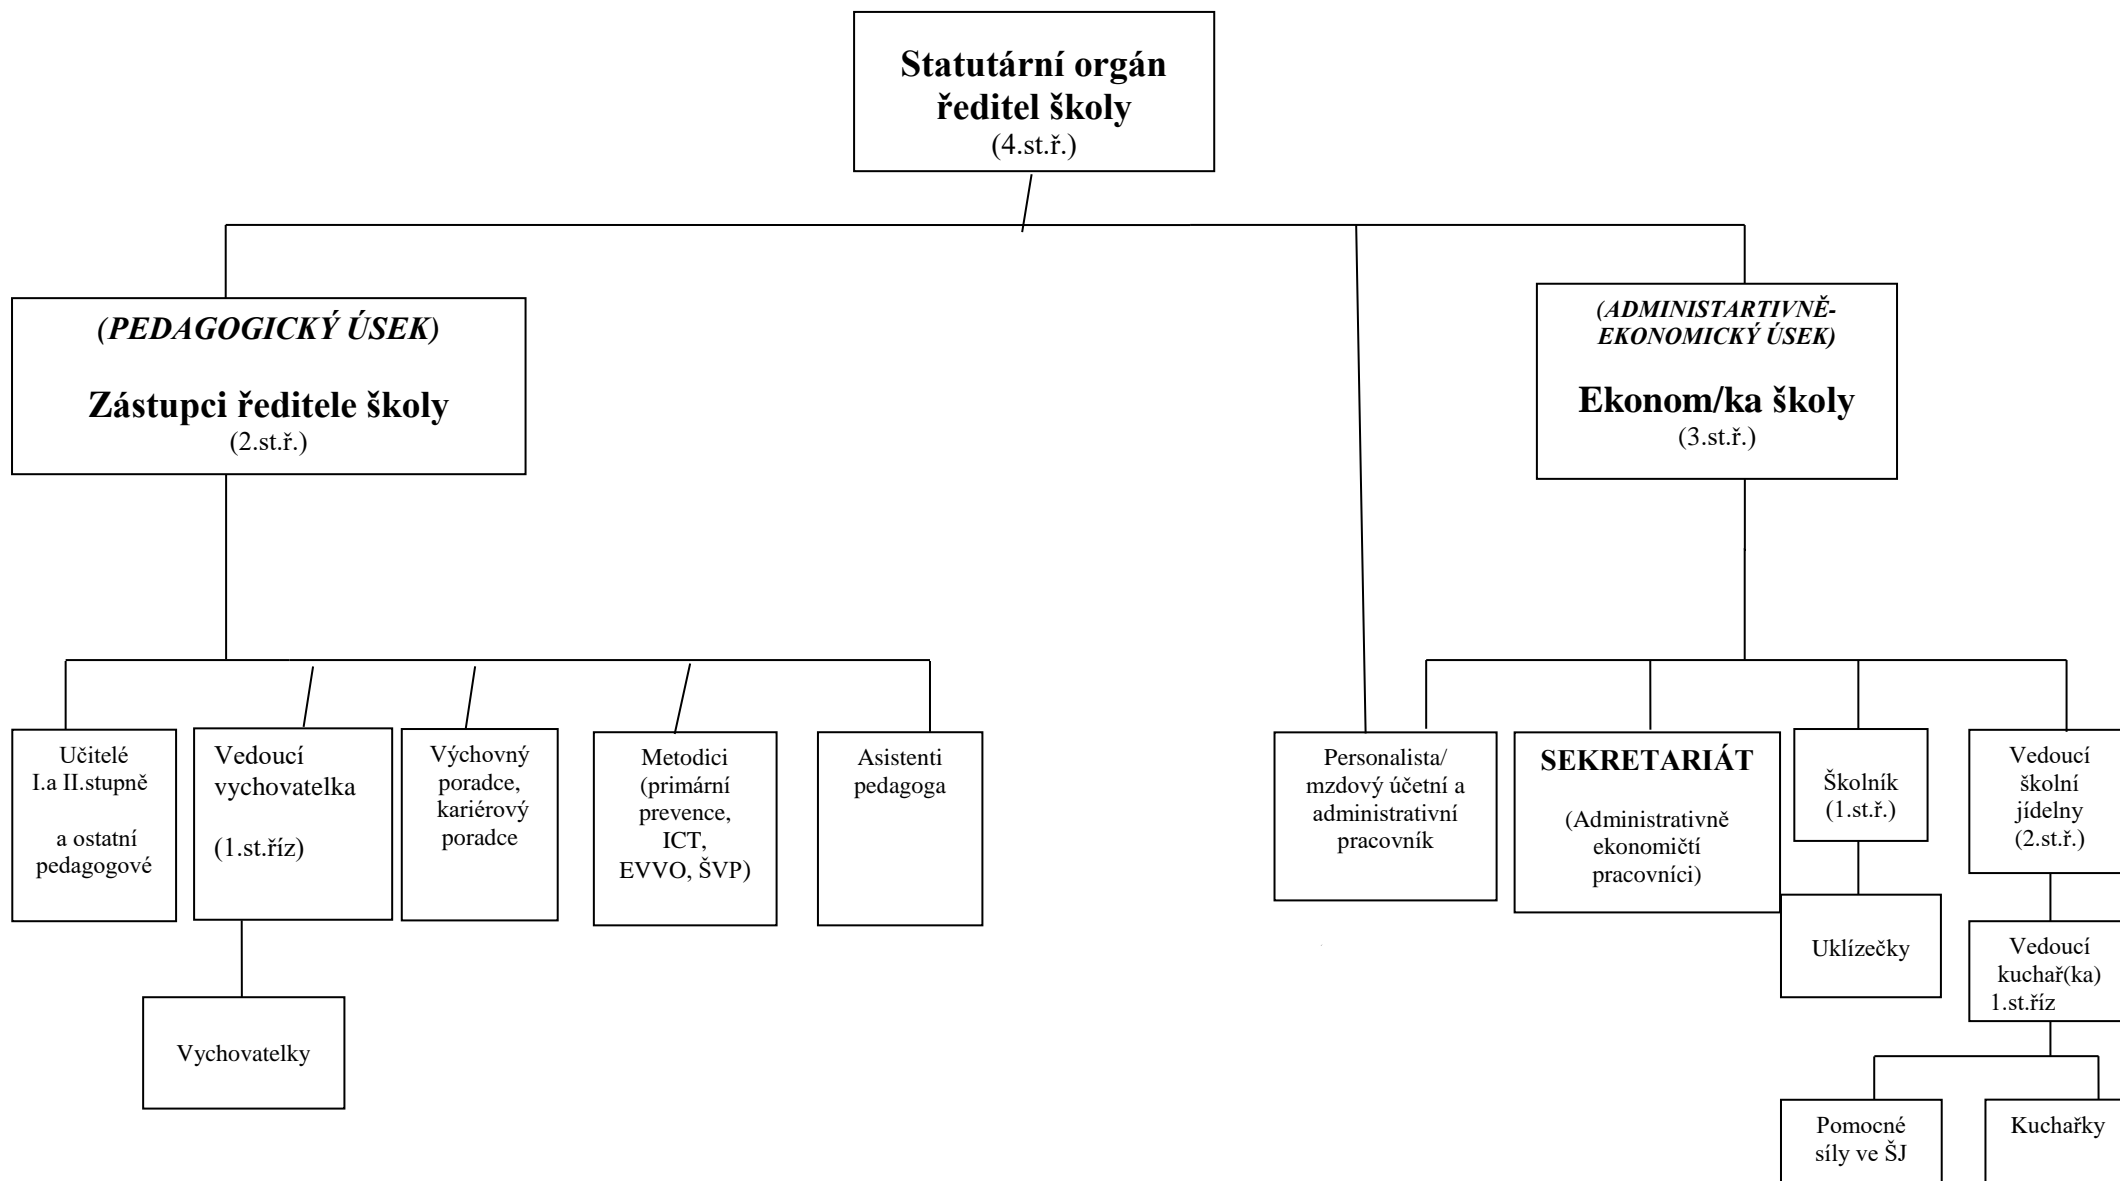 Statutární orgán
ředitel školy
(4.st.ř.)
(PEDAGOGICKÝ ÚSEK)
Zástupci ředitele školy
(2.st.ř.)
(ADMINISTARTIVNĚ-
EKONOMICKÝ ÚSEK)
Ekonom/ka školy
(3.st.ř.)
Učitelé
I.a II.stupně
a ostatní
pedagogové
Vedoucí
vychovatelka
(1.st.říz)
Výchovný
poradce,
kariérový
poradce
Metodici
(primární
prevence,
ICT,
EVVO, ŠVP)
Asistenti
pedagoga
Personalista/
mzdový účetní a
administrativní
pracovník
SEKRETARIÁT
(Administrativně
ekonomičtí
pracovníci)
Školník
(1.st.ř.)
Vedoucí
školní
jídelny
(2.st.ř.)
Uklízečky
Vedoucí
kuchař(ka)
1.st.říz
Vychovatelky
Pomocné
síly ve ŠJ
Kuchařky